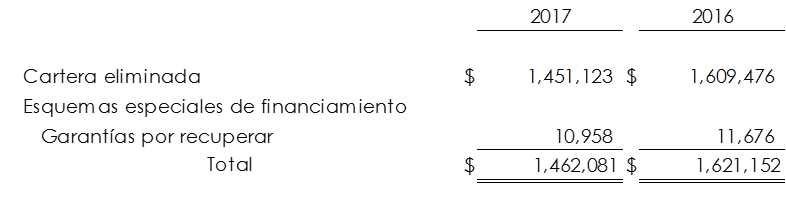 2017 2016
Cartera eliminada $ 1,451,123 $ 1,609,476
Esquemas especiales de financiamiento
Garantías por recuperar 10,958 11,676
Total $ 1,462,081 $ 1,621,152